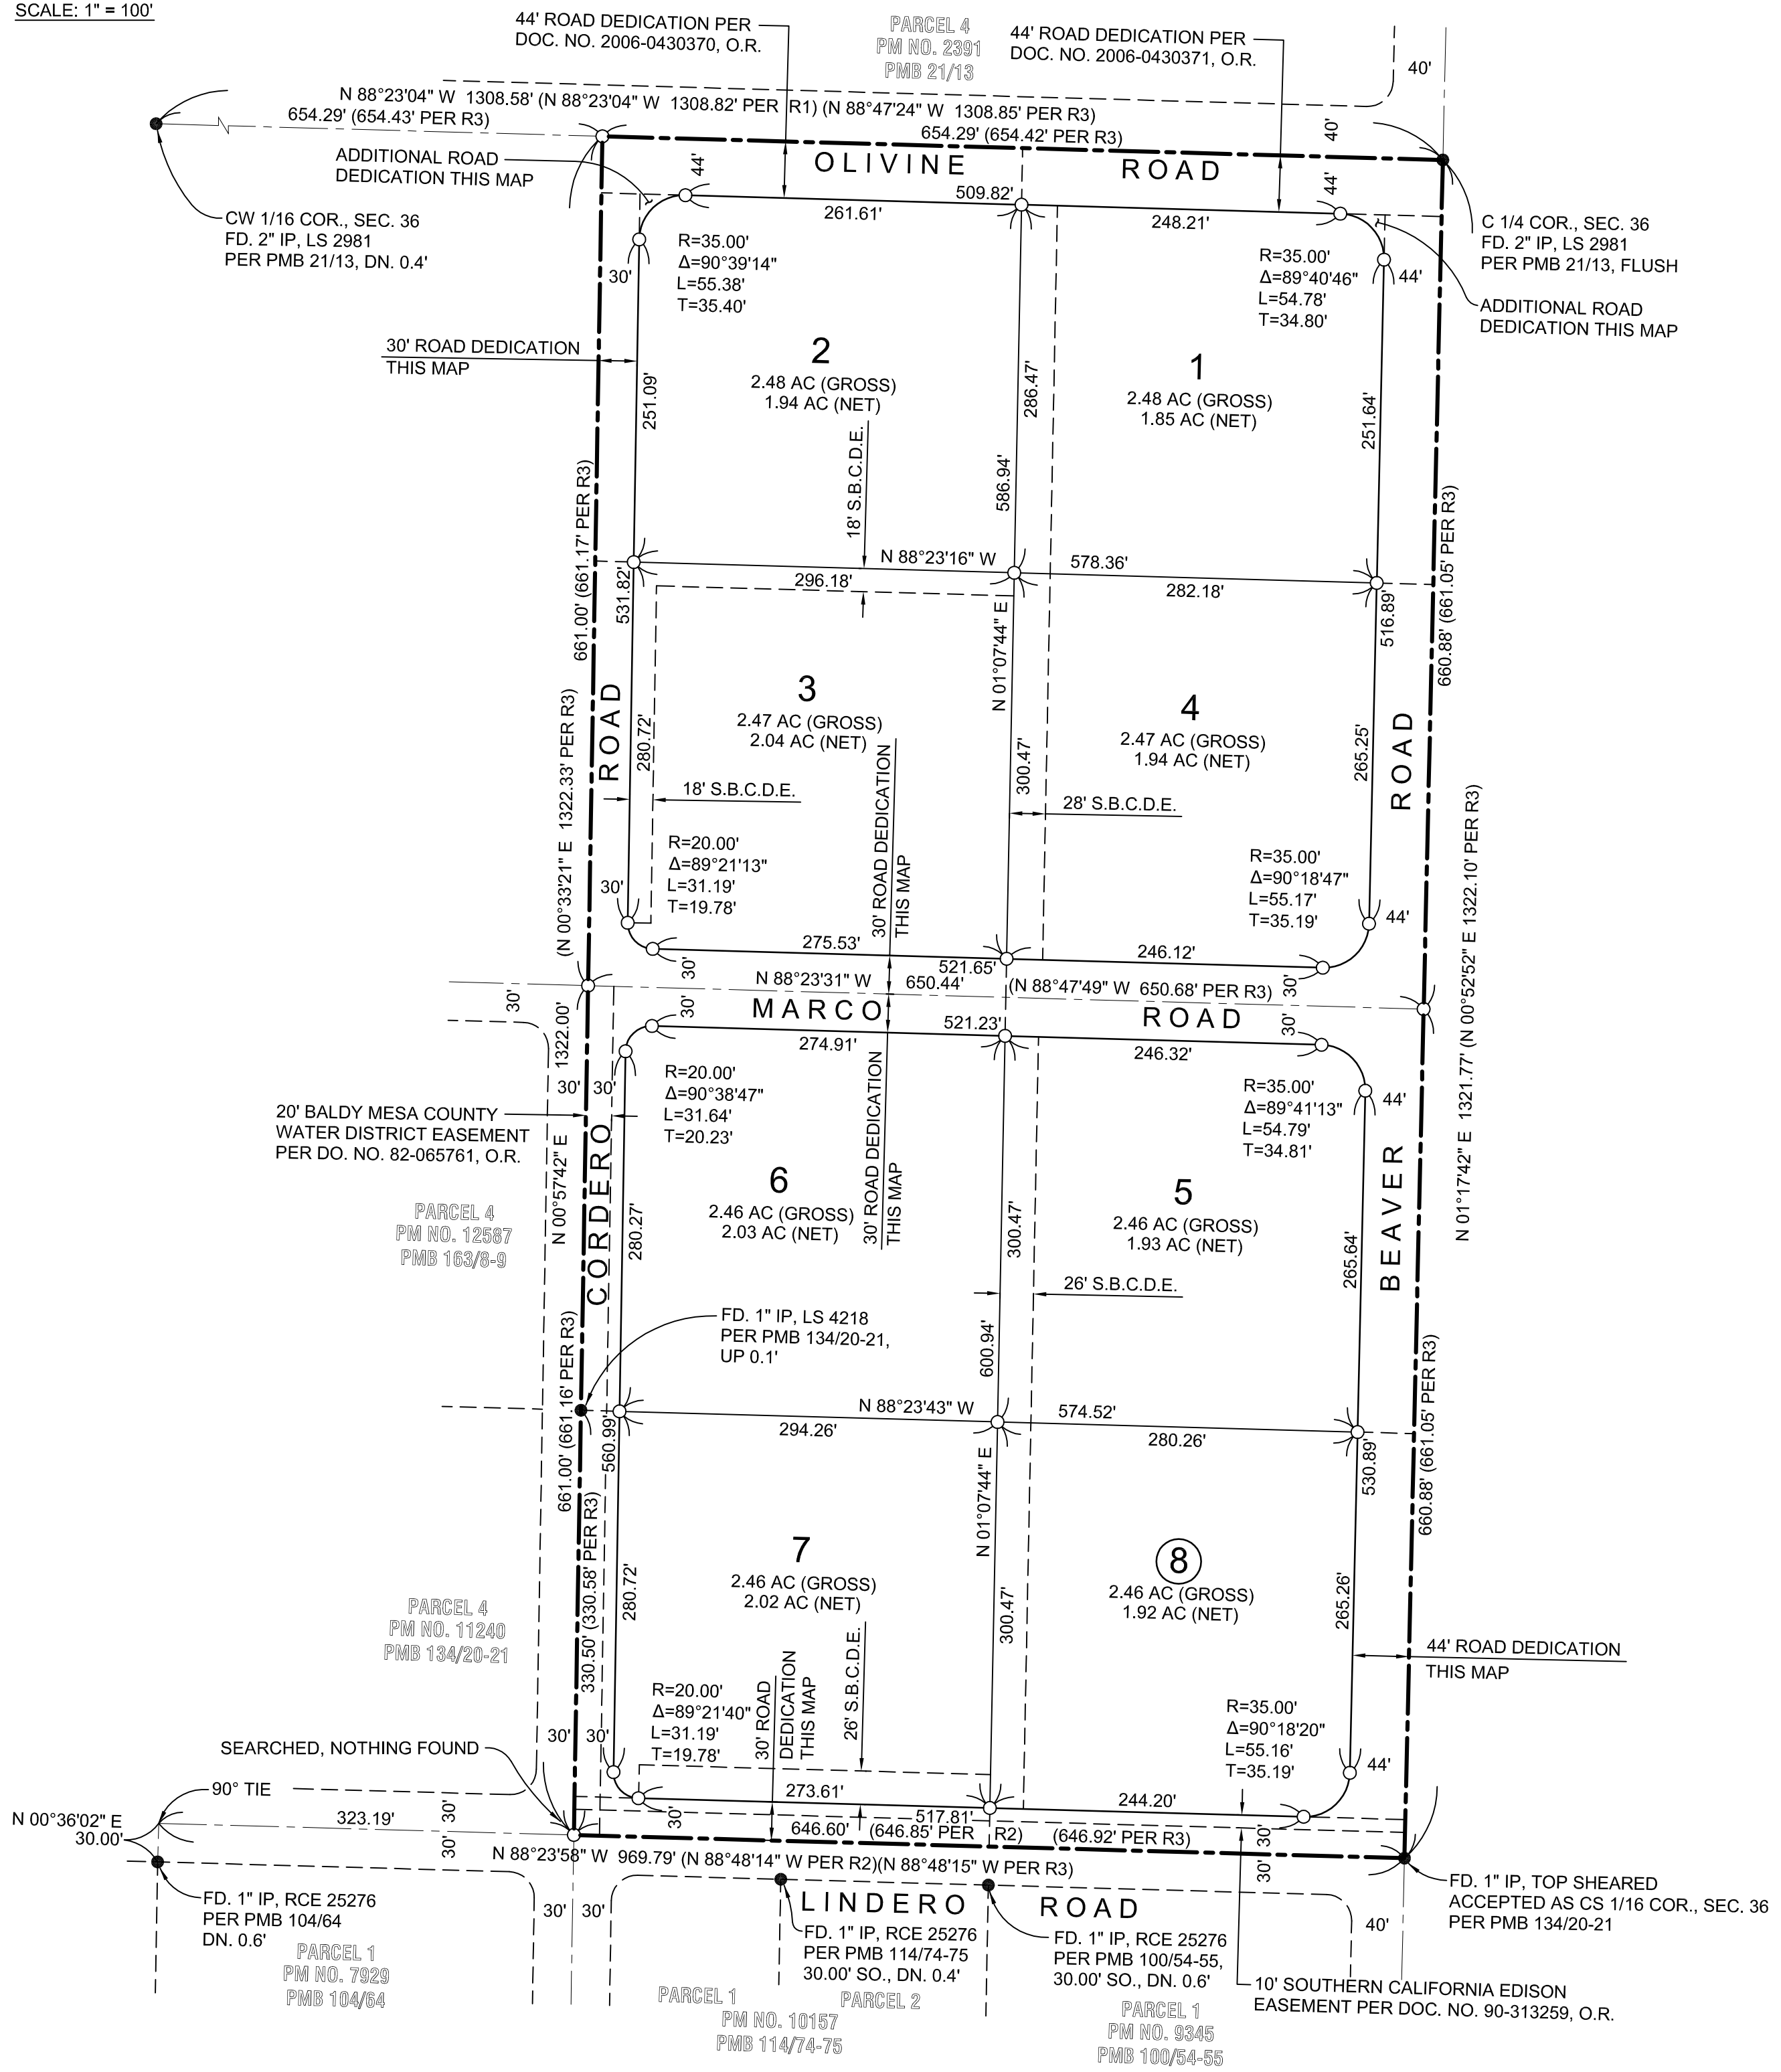 SCALE: 1" = 100'
44' ROAD DEDICATION PER
DOC. NO. 2006-0430370, O.R.
PARCEL 4
PM NO. 2391
PMB 21/13
44' ROAD DEDICATION PER
DOC. NO. 2006-0430371, O.R.
40'
N 88°23'04" W 1308.58' (N 88°23'04" W 1308.82' PER R1) (N 88°47'24" W 1308.85' PER R3)
654.29' (654.43' PER R3)
654.29' (654.42' PER R3)
40'
ADDITIONAL ROAD
DEDICATION THIS MAP
44'
OLIVINE ROAD
44'
CW 1/16 COR., SEC. 36
FD. 2" IP, LS 2981
PER PMB 21/13, DN. 0.4'
509.82'
261.61'
248.21'
C 1/4 COR., SEC. 36
FD. 2" IP, LS 2981
PER PMB 21/13, FLUSH
30'
R=35.00'
Δ=90°39'14"
L=55.38'
T=35.40'
R=35.00'
Δ=89°40'46"
L=54.78'
T=34.80'
44'
ADDITIONAL ROAD
DEDICATION THIS MAP
30' ROAD DEDICATION
THIS MAP
2
2.48 AC (GROSS)
1.94 AC (NET)
1
2.48 AC (GROSS)
1.85 AC (NET)
251.09'
286.47'
251.64'
18' S.B.C.D.E.
586.94'
661.00' (661.17' PER R3)
660.88' (661.05' PER R3)
N 88°23'16" W
578.36'
296.18'
282.18'
531.82'
516.89'
N 01°07'44" E
3
2.47 AC (GROSS)
2.04 AC (NET)
4
2.47 AC (GROSS)
1.94 AC (NET)
ROAD
280.72'
30' ROAD DEDICATION
THIS MAP
300.47'
265.25'
ROAD
18' S.B.C.D.E.
28' S.B.C.D.E.
(N 00°33'21" E 1322.33' PER R3)
N 01°17'42" E 1321.77' (N 00°52'52" E 1322.10' PER R3)
R=20.00'
Δ=89°21'13"
L=31.19'
T=19.78'
30'
R=35.00'
Δ=90°18'47"
L=55.17'
T=35.19'
44'
275.53'
246.12'
30'
521.65'
N 88°23'31" W
650.44'
(N 88°47'49" W 650.68' PER R3)
30'
30'
30'
MARCO ROAD
30'
521.23'
274.91'
246.32'
1322.00'
30'
30'
R=20.00'
Δ=90°38'47"
L=31.64'
T=20.23'
R=35.00'
Δ=89°41'13"
L=54.79'
T=34.81'
44'
20' BALDY MESA COUNTY
WATER DISTRICT EASEMENT
PER DO. NO. 82-065761, O.R.
N 00°57'42" E
CORDERO
30' ROAD DEDICATION
THIS MAP
BEAVER
PARCEL 4
PM NO. 12587
PMB 163/8-9
6
2.46 AC (GROSS)
2.03 AC (NET)
5
2.46 AC (GROSS)
1.93 AC (NET)
280.27'
300.47'
265.64'
26' S.B.C.D.E.
FD. 1" IP, LS 4218
PER PMB 134/20-21,
UP 0.1'
600.94'
661.00' (661.16' PER R3)
660.88' (661.05' PER R3)
N 88°23'43" W
574.52'
294.26'
280.26'
560.99'
530.89'
N 01°07'44" E
7
2.46 AC (GROSS)
2.02 AC (NET)
8
2.46 AC (GROSS)
1.92 AC (NET)
330.50' (330.58' PER R3)
280.72'
300.47'
265.26'
PARCEL 4
PM NO. 11240
PMB 134/20-21
44' ROAD DEDICATION
THIS MAP
30' ROAD
DEDICATION
THIS MAP
26' S.B.C.D.E.
R=20.00'
Δ=89°21'40"
L=31.19'
T=19.78'
R=35.00'
Δ=90°18'20"
L=55.16'
T=35.19'
44'
30'
30'
SEARCHED, NOTHING FOUND
90° TIE
273.61'
244.20'
N 00°36'02" E
30.00'
323.19'
30'
30'
30'
517.81'
646.60'
(646.85' PER R2)
(646.92' PER R3)
30'
30'
N 88°23'58" W 969.79' (N 88°48'14" W PER R2)(N 88°48'15" W PER R3)
LINDERO ROAD
FD. 1" IP, RCE 25276
PER PMB 104/64
DN. 0.6'
30'
30'
40'
FD. 1" IP, TOP SHEARED
ACCEPTED AS CS 1/16 COR., SEC. 36
PER PMB 134/20-21
FD. 1" IP, RCE 25276
PER PMB 114/74-75
30.00' SO., DN. 0.4'
FD. 1" IP, RCE 25276
PER PMB 100/54-55,
30.00' SO., DN. 0.6'
PARCEL 1
PM NO. 7929
PMB 104/64
10' SOUTHERN CALIFORNIA EDISON
EASEMENT PER DOC. NO. 90-313259, O.R.
PARCEL 1
PARCEL 2
PM NO. 10157
PMB 114/74-75
PARCEL 1
PM NO. 9345
PMB 100/54-55